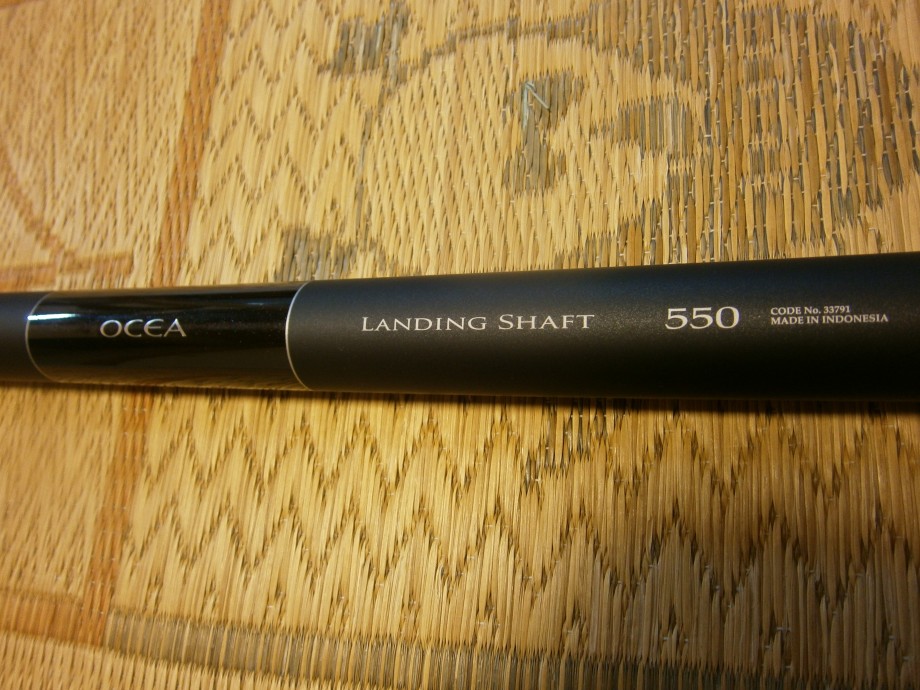 OCEA
LANDING SHAFT
550
CODE No. 33791
MADE IN INDONESIA